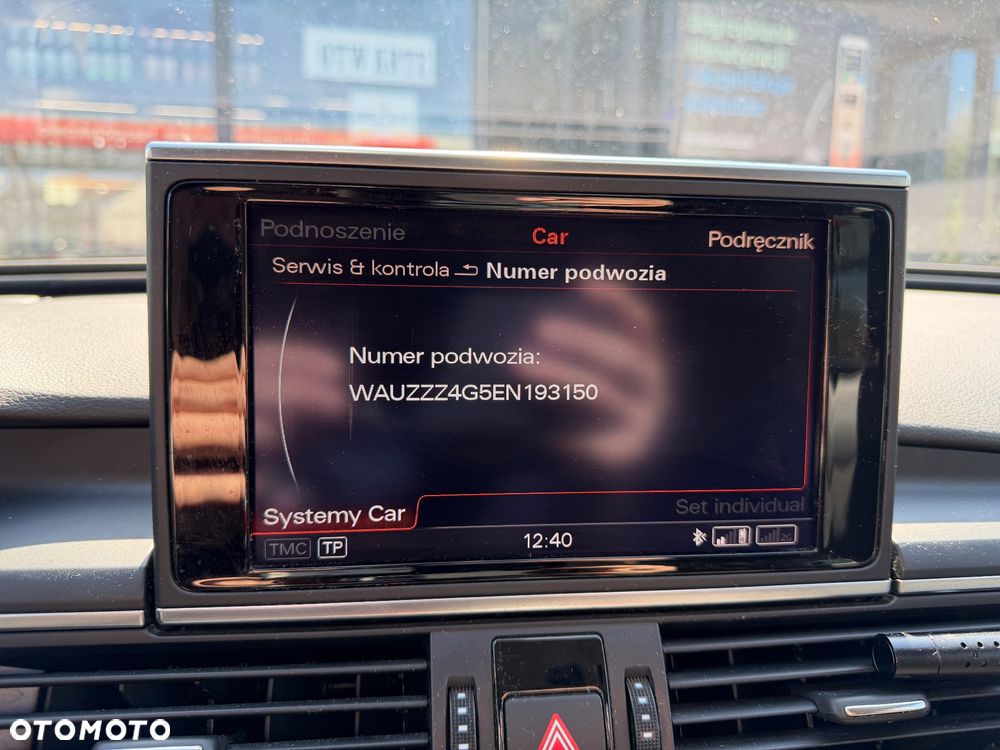 Podnoszenie
Car
Podręcznik
Serwis & kontrola Numer podwozia
Numer podwozia:
WAUZZZ4G5EN193150
Systemy Car
Set individual
TMC TP
12:40
2G
OTOMOTO